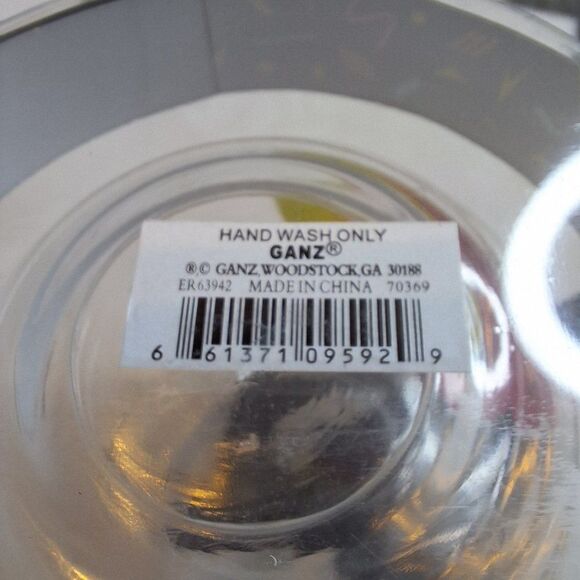 HAND WASH ONLY
GANZ®
®,© GANZ, WOODSTOCK, GA 30188
ER63942 MADE IN CHINA 70369
6 61371 09592 9